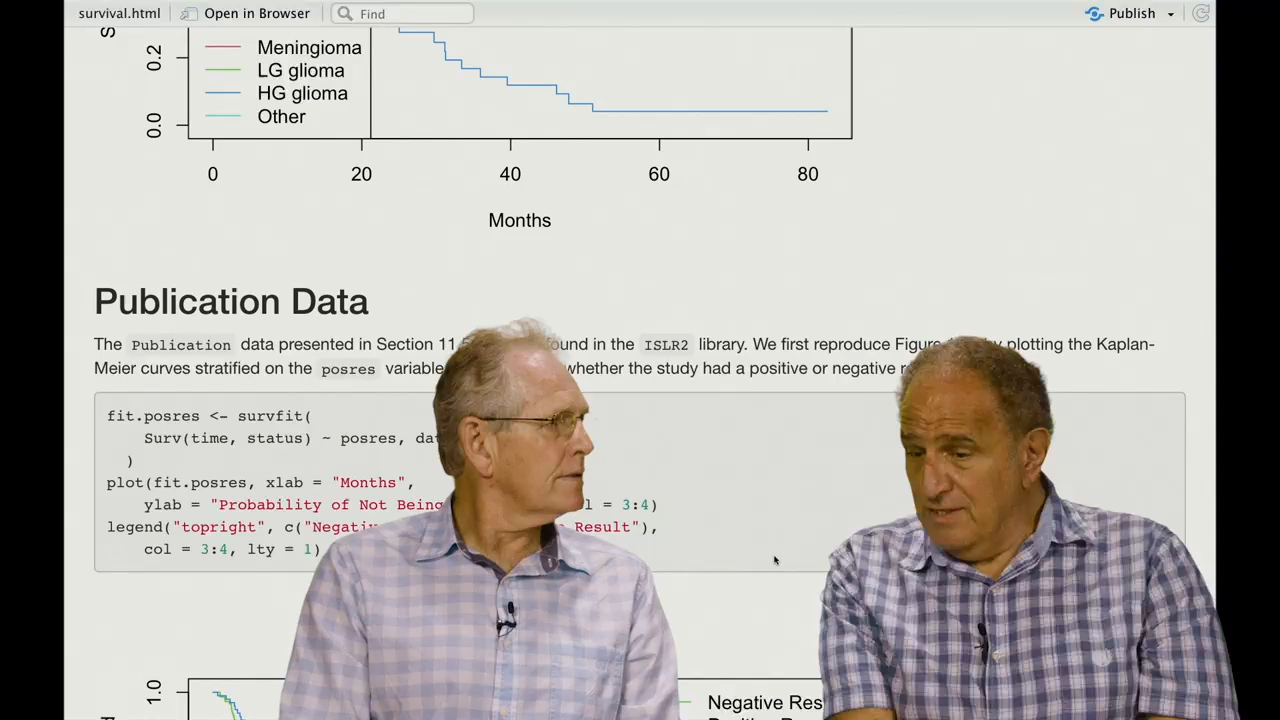 survival.html Open in Browser Find Publish
0.2
0.0
Meningioma
LG glioma
HG glioma
Other
0 20 40 60 80
Months
Publication Data
The Publication data presented in Section 11 found in the ISLR2 library. We first reproduce plotting the Kaplan-
Meier curves stratified on the posres variable whether the study had a positive or negative
fit.posres <- survfit(
Surv(time, status) ~ posres,
)
plot(fit.posres, xlab = "Months",
ylab = "Probability of Not Being = 3:4)
legend("topright", Result"),
col = 3:4, lty = 1)
1.0
Negative